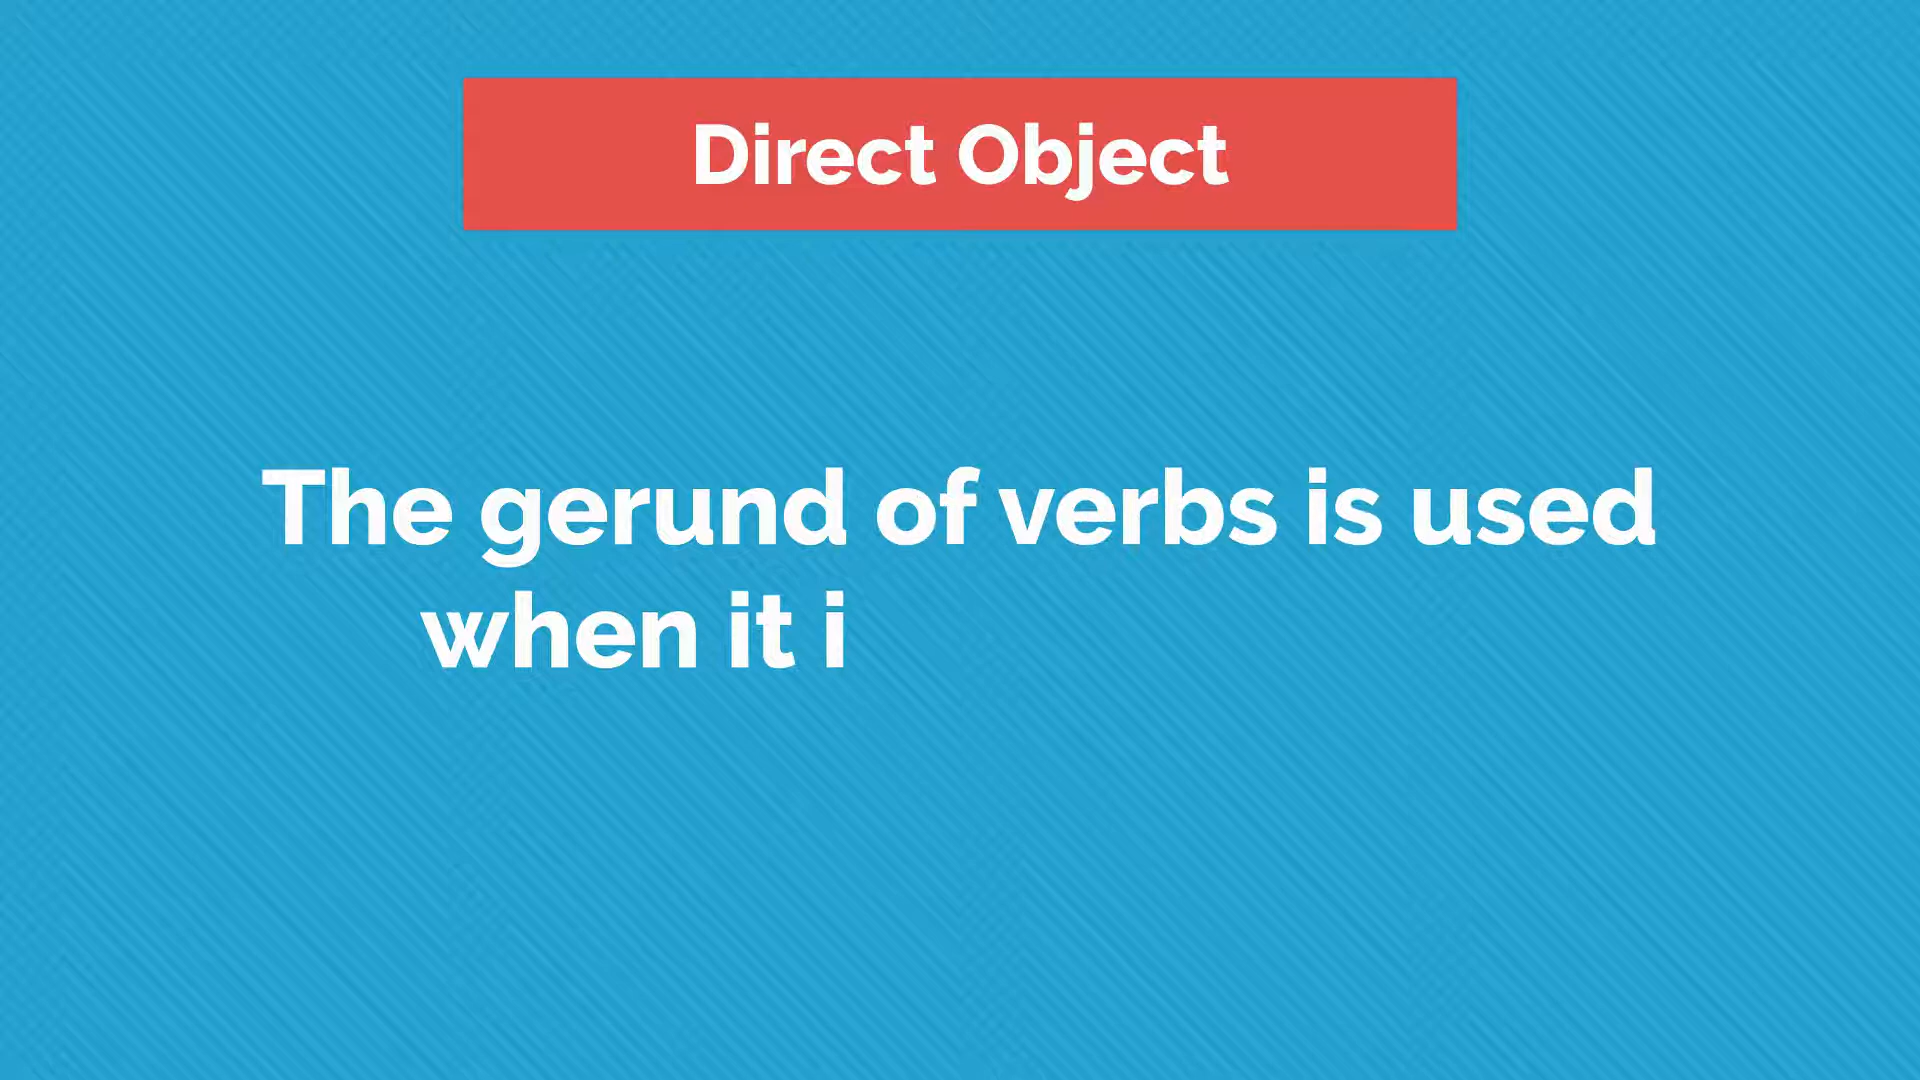 Direct Object
The gerund of verbs is used
when it i